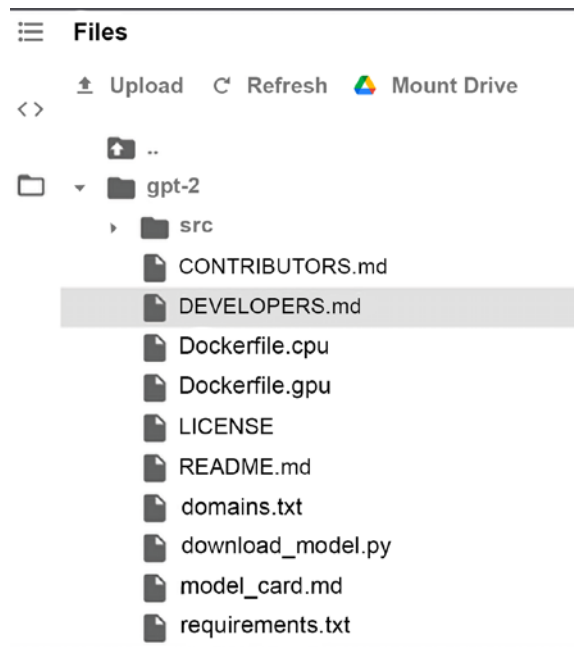 Files
Upload Refresh Mount Drive
..
gpt-2
src
CONTRIBUTORS.md
DEVELOPERS.md
Dockerfile.cpu
Dockerfile.gpu
LICENSE
README.md
domains.txt
download_model.py
model_card.md
requirements.txt